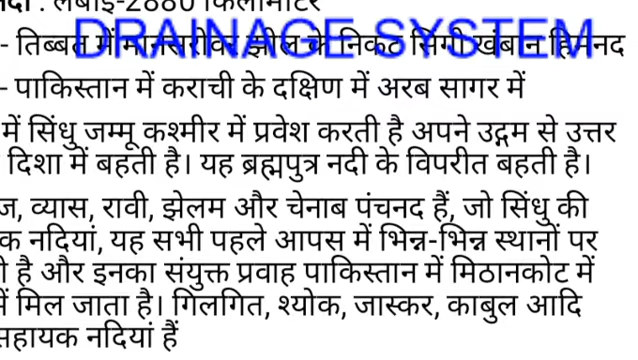 : लंबाई-2880 किलोमीटर
DRAINAGE SYSTEM
- तिब्बत में मानसरोवर झील के निकट सिंगी खंबान हिमनद
- पाकिस्तान में कराची के दक्षिण में अरब सागर में
में सिंधु जम्मू कश्मीर में प्रवेश करती है अपने उद्गम से उत्तर
दिशा में बहती है। यह ब्रह्मपुत्र नदी के विपरीत बहती है।
व्यास, रावी, झेलम और चेनाब पंचनद हैं, जो सिंधु की
नदियां, यह सभी पहले आपस में भिन्न-भिन्न स्थानों पर
है और इनका संयुक्त प्रवाह पाकिस्तान में मिठानकोट में
में मिल जाता है। गिलगित, श्योक, जास्कर, काबुल आदि
सहायक नदियां हैं